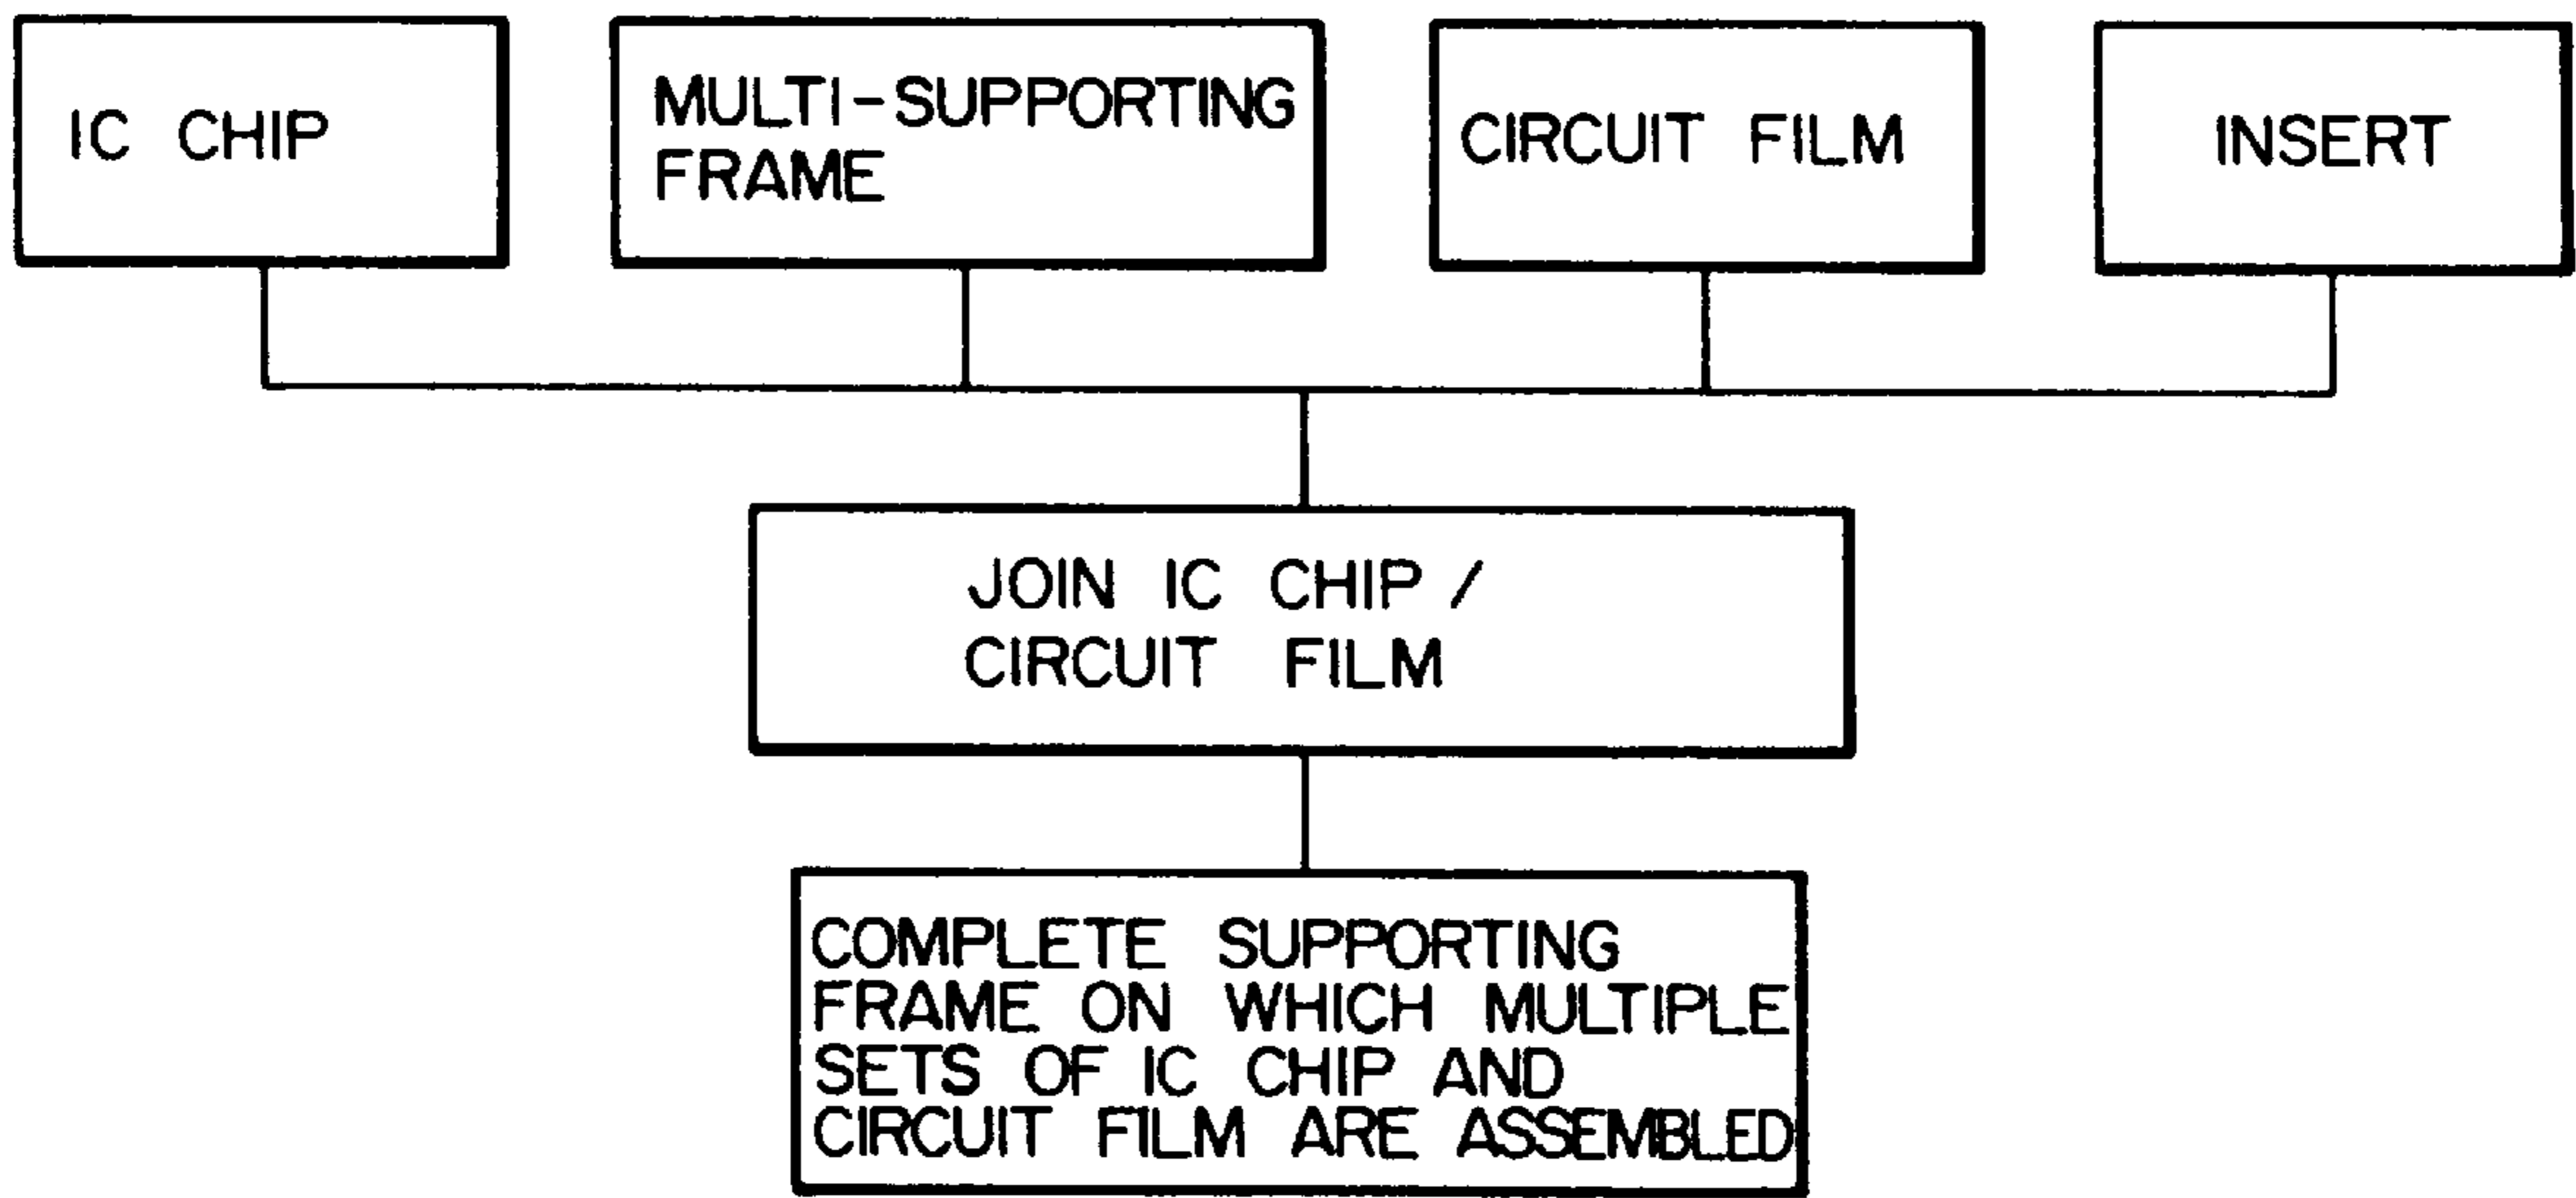 IC CHIP
MULTI-SUPPORTING
FRAME
CIRCUIT FILM
INSERT
JOIN IC CHIP /
CIRCUIT FILM
COMPLETE SUPPORTING
FRAME ON WHICH MULTIPLE
SETS OF IC CHIP AND
CIRCUIT FILM ARE ASSEMBLED